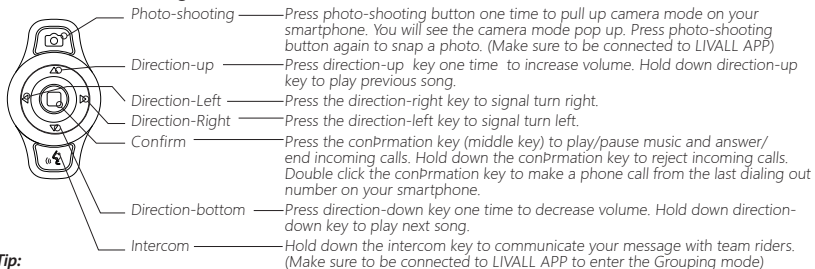 Photo-shooting Press photo-shooting button one time to pull up camera mode on your
smartphone. You will see the camera mode pop up. Press photo-shooting
button again to snap a photo. (Make sure to be connected to LIVALL APP)
Direction-up Press direction-up key one time to increase volume. Hold down direction-up
key to play previous song.
Direction-Left Press the direction-right key to signal turn right.
Direction-Right Press the direction-left key to signal turn left.
Confirm Press the conÞrmation key (middle key) to play/pause music and answer/
end incoming calls. Hold down the conÞrmation key to reject incoming calls.
Double click the conÞrmation key to make a phone call from the last dialing out
number on your smartphone.
Direction-bottom Press direction-down key one time to decrease volume. Hold down direction-
down key to play next song.
Intercom Hold down the intercom key to communicate your message with team riders.
(Make sure to be connected to LIVALL APP to enter the Grouping mode)
Tip: